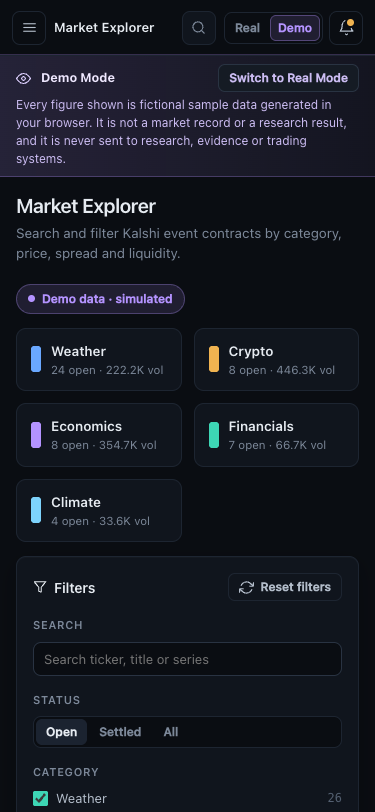 Market Explorer
Real
Demo
Demo Mode
Switch to Real Mode
Every figure shown is fictional sample data generated in
your browser. It is not a market record or a research result,
and it is never sent to research, evidence or trading
systems.
Market Explorer
Search and filter Kalshi event contracts by category,
price, spread and liquidity.
Demo data · simulated
Weather
24 open · 222.2K vol
Crypto
8 open · 446.3K vol
Economics
8 open · 354.7K vol
Financials
7 open · 66.7K vol
Climate
4 open · 33.6K vol
Filters
Reset filters
SEARCH
Search ticker, title or series
STATUS
Open
Settled
All
CATEGORY
Weather
26